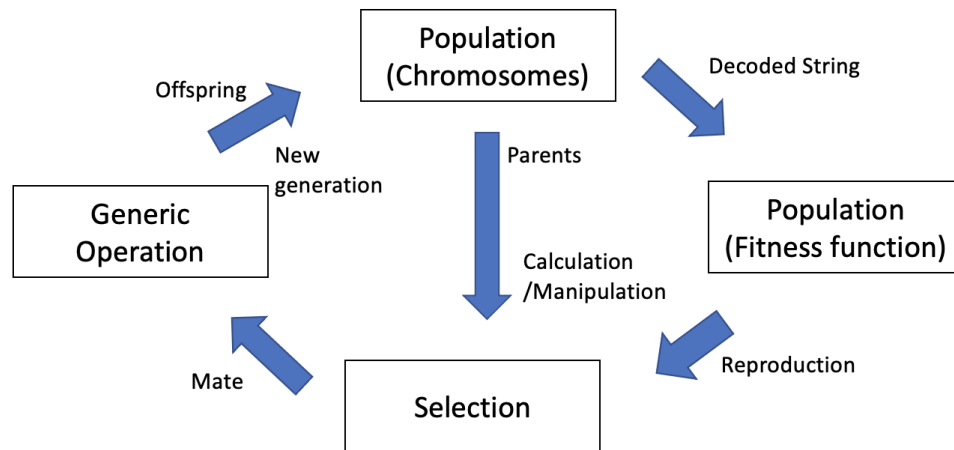 Population
(Chromosomes)
Decoded String
Offspring
New
generation
Parents
Generic
Operation
Population
(Fitness function)
Calculation
/Manipulation
Mate
Reproduction
Selection